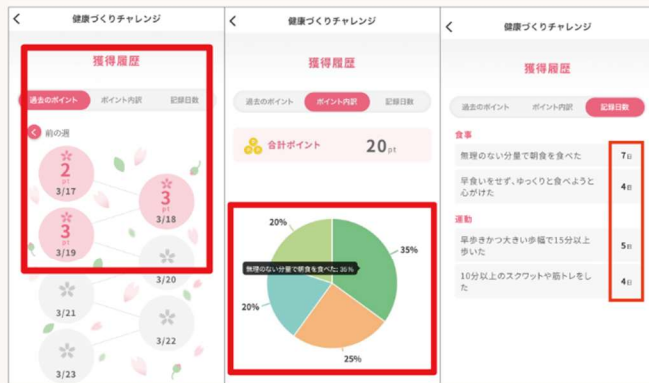 健康づくりチャレンジ
獲得履歴
過去のポイント
ポイント内訳
記録日数
前の週
2
pt
3/17
3
pt
3/18
3
pt
3/19
3/20
3/21
3/22
3/23
健康づくりチャレンジ
獲得履歴
過去のポイント
ポイント内訳
記録日数
合計ポイント
20pt
20%
35%
無理のない分量で朝食を食べた: 35%
20%
25%
健康づくりチャレンジ
獲得履歴
過去のポイント
ポイント内訳
記録日数
食事
無理のない分量で朝食を食べた
7日
早食いをせず、ゆっくりと食べようと
心がけた
4日
運動
早歩きかつ大きい歩幅で15分以上
歩いた
5日
10分以上のスクワットや筋トレをし
た
4日